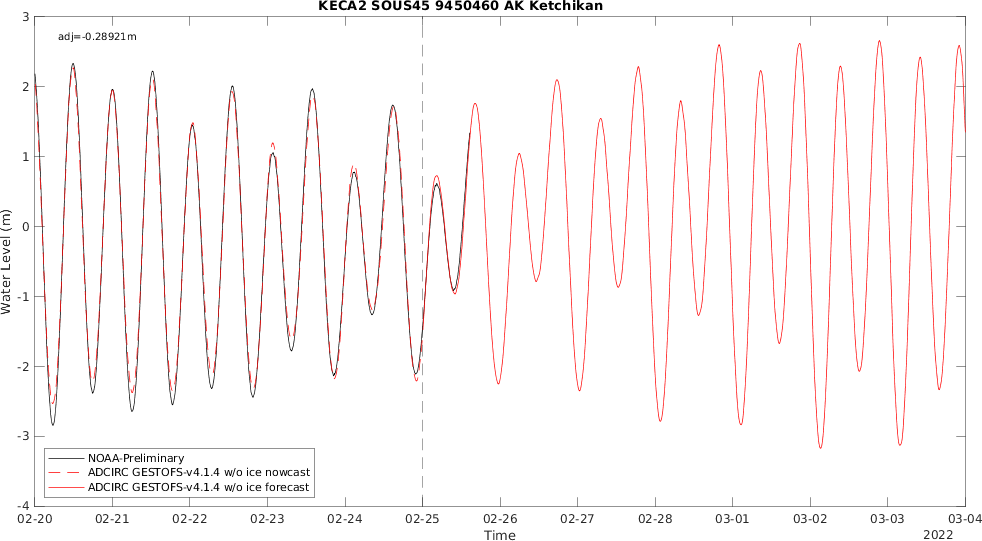 KECA2 SOUS45 9450460 AK Ketchikan
adj=-0.28921m
3
2
1
0
-1
-2
-3
-4
Water Level (m)
NOAA-Preliminary
ADCIRC GESTOFS-v4.1.4 w/o ice nowcast
ADCIRC GESTOFS-v4.1.4 w/o ice forecast
02-20 02-21 02-22 02-23 02-24 02-25 02-26 02-27 02-28 03-01 03-02 03-03 03-04
Time
2022